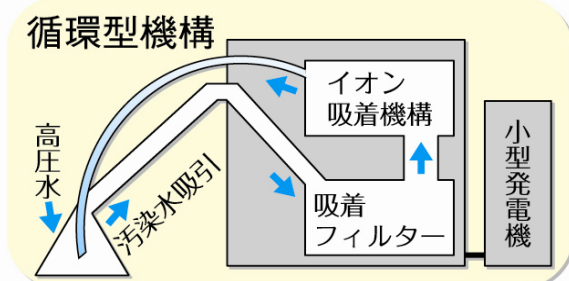 循環型機構
イオン
吸着機構
高圧水
汚染水吸引
吸着
フィルター
小型発電機